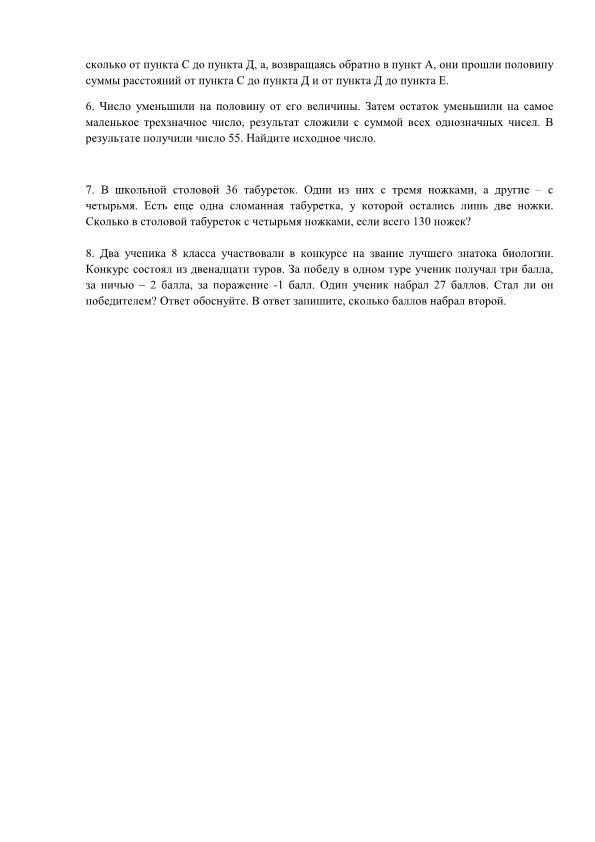 сколько от пункта С до пункта Д, а, возвращаясь обратно в пункт А, они прошли половину
суммы расстояний от пункта С до пункта Д и от пункта Д до пункта Е.
6. Число уменьшили на половину от его величины. Затем остаток уменьшили на самое
маленькое трехзначное число, результат сложили с суммой всех однозначных чисел. В
результате получили число 55. Найдите исходное число.
7. В школьной столовой 36 табуреток. Одни из них с тремя ножками, а другие – с
четырьмя. Есть еще одна сломанная табуретка, у которой остались лишь две ножки.
Сколько в столовой табуреток с четырьмя ножками, если всего 130 ножек?
8. Два ученика 8 класса участвовали в конкурсе на звание лучшего знатока биологии.
Конкурс состоял из двенадцати туров. За победу в одном туре ученик получал три балла,
за ничью – 2 балла, за поражение -1 балл. Один ученик набрал 27 баллов. Стал ли он
победителем? Ответ обоснуйте. В ответ запишите, сколько баллов набрал второй.